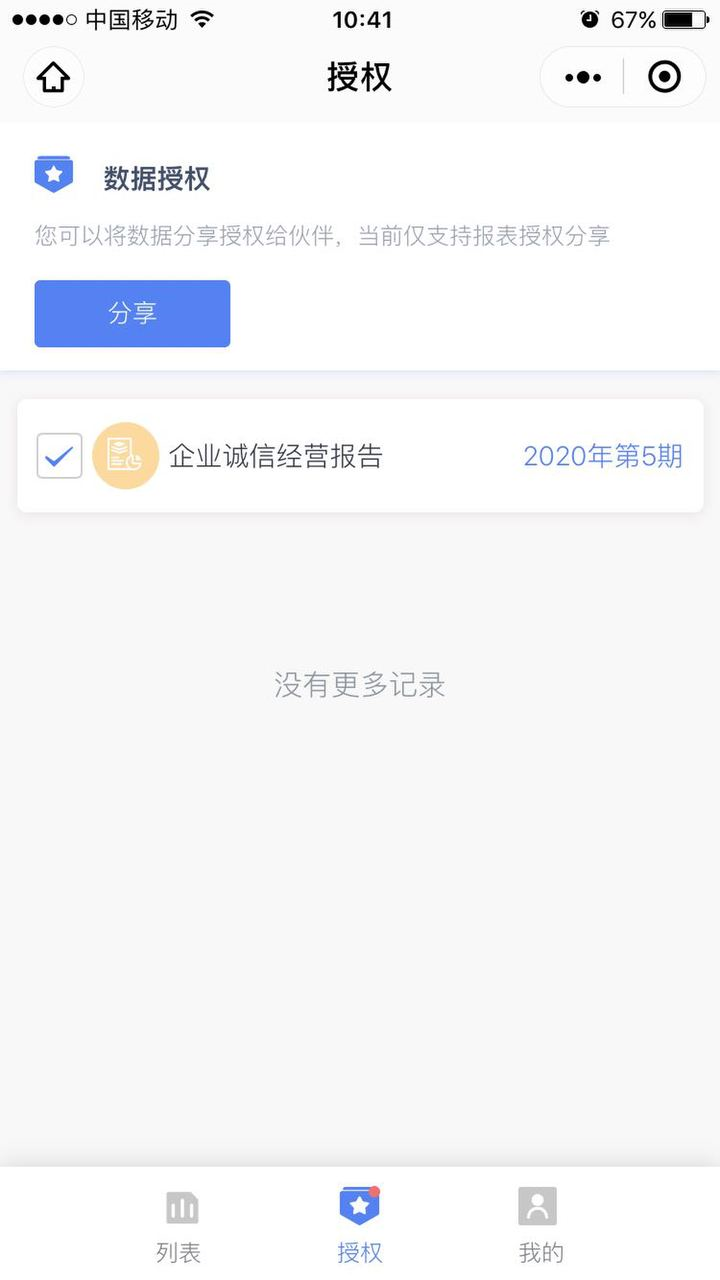 中国移动 10:41 67%
授权
数据授权
您可以将数据分享授权给伙伴，当前仅支持报表授权分享
分享
企业诚信经营报告 2020年第5期
没有更多记录
列表 授权 我的